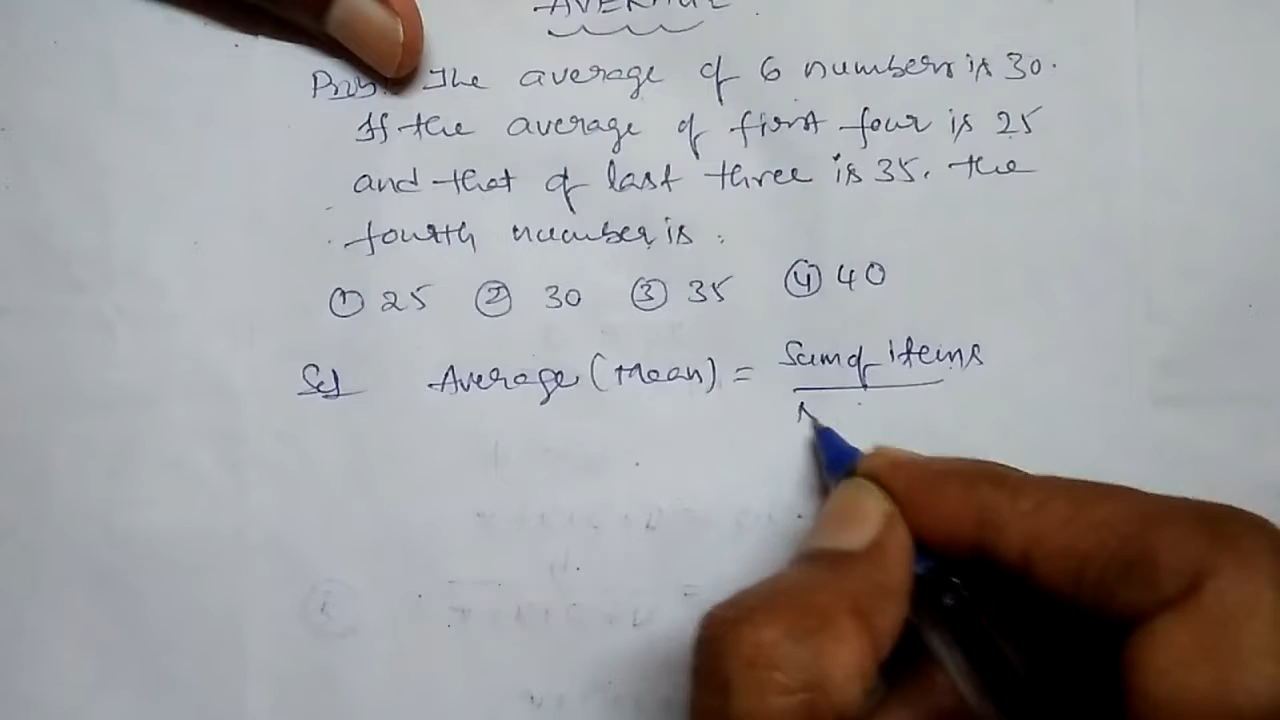 AVERAGE
Prob: The average of 6 numbers is 30.
If the average of first four is 25
and that of last three is 35. the
fourth number is :
① 25 ② 30 ③ 35 ④ 40
Sol Average (Mean) = Sum of items
N